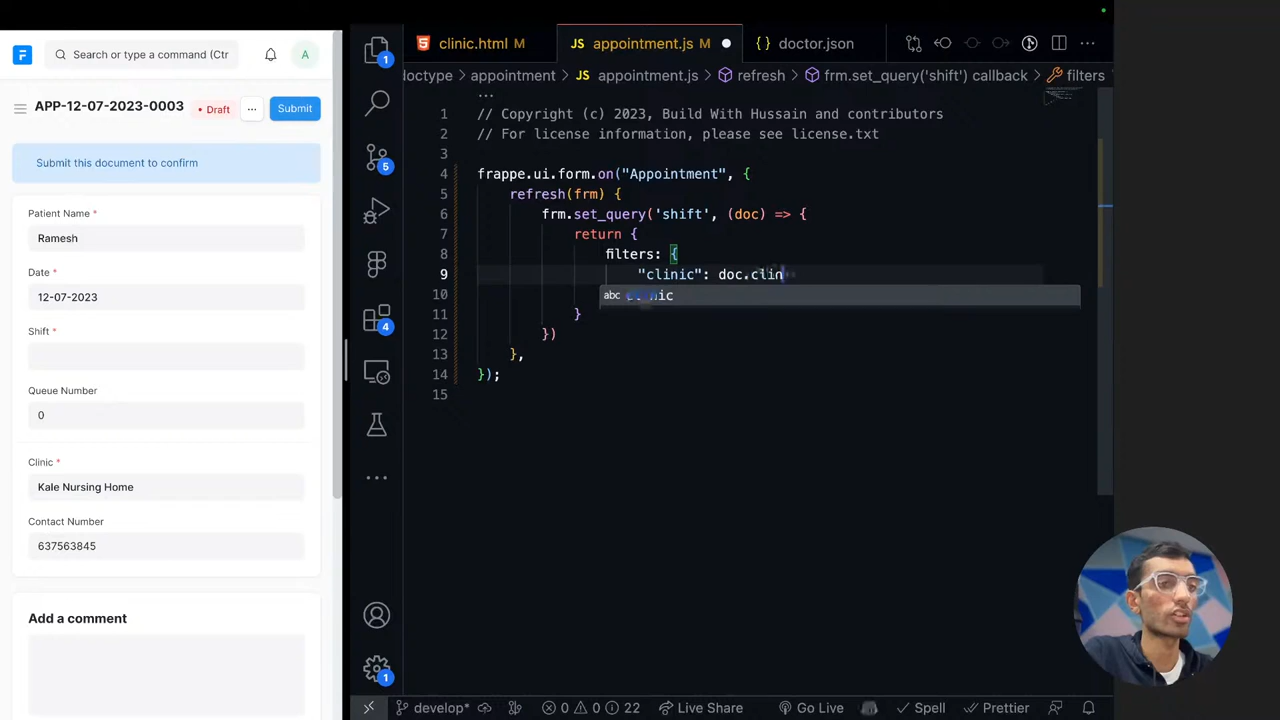 F
Search or type a command (Ctr
A
APP-12-07-2023-0003
Draft
...
Submit
Submit this document to confirm
Patient Name *
Ramesh
Date *
12-07-2023
Shift *
Queue Number
0
Clinic *
Kale Nursing Home
Contact Number
637563845
Add a comment
1
5
4
1
clinic.html M
JS appointment.js M
{} doctor.json
doctype > appointment > JS appointment.js > refresh > frm.set_query('shift') callback > filters
...
1 // Copyright (c) 2023, Build With Hussain and contributors
2 // For license information, please see license.txt
3
4 frappe.ui.form.on("Appointment", {
5 refresh(frm) {
6 frm.set_query('shift', (doc) => {
7 return {
8 filters: {
9 "clinic": doc.clin
abc
10
11 }
12 })
13 },
14 });
15
develop*
0 0 22
Live Share
Go Live
Spell
Prettier